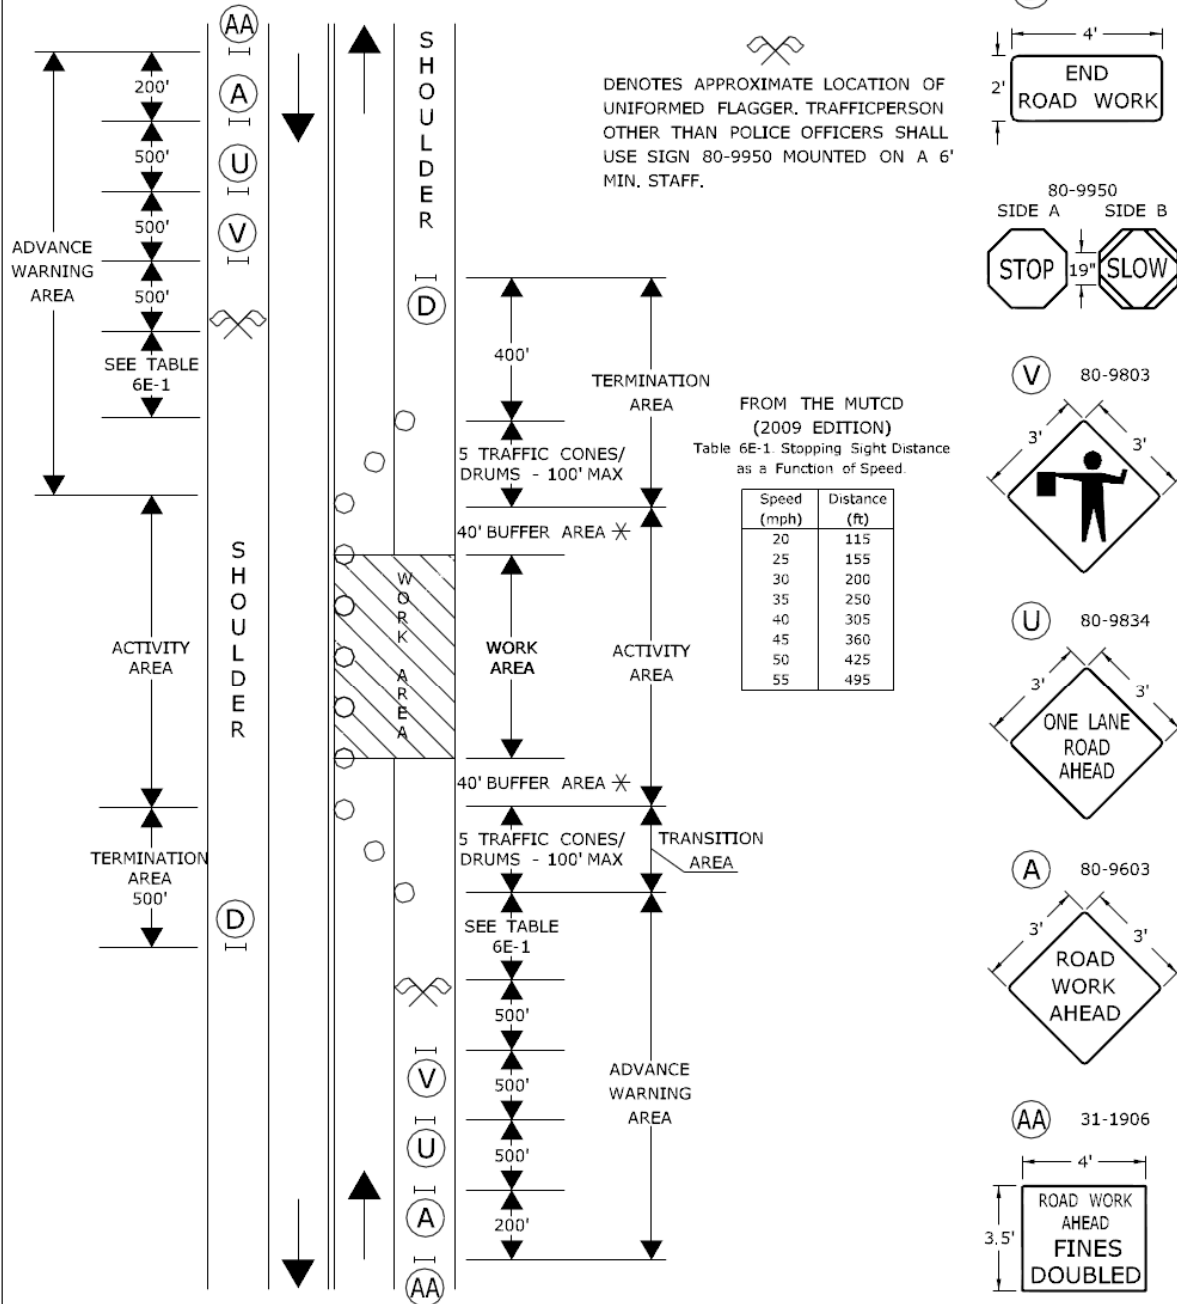 AA
200'
A
500'
U
500'
V
500'
ADVANCE
WARNING
AREA
SEE TABLE
6E-1
S
H
O
U
L
D
E
R
ACTIVITY
AREA
TERMINATION
AREA
500'
D
S
H
O
U
L
D
E
R
D
400'
TERMINATION
AREA
5 TRAFFIC CONES/
DRUMS - 100' MAX
40' BUFFER AREA *
W
O
R
K
A
R
E
A
WORK
AREA
ACTIVITY
AREA
40' BUFFER AREA *
5 TRAFFIC CONES/
DRUMS - 100' MAX
TRANSITION
AREA
SEE TABLE
6E-1
500'
V
500'
U
500'
A
200'
AA
ADVANCE
WARNING
AREA
DENOTES APPROXIMATE LOCATION OF
UNIFORMED FLAGGER. TRAFFICPERSON
OTHER THAN POLICE OFFICERS SHALL
USE SIGN 80-9950 MOUNTED ON A 6'
MIN. STAFF.
FROM THE MUTCD
(2009 EDITION)
Table 6E-1. Stopping Sight Distance
as a Function of Speed.
Speed Distance
(mph) (ft)
20 115
25 155
30 200
35 250
40 305
45 360
50 425
55 495
4'
2'
END
ROAD WORK
80-9950
SIDE A SIDE B
STOP 19" SLOW
V 80-9803
3' 3'
U 80-9834
3' 3'
ONE LANE
ROAD
AHEAD
A 80-9603
3' 3'
ROAD
WORK
AHEAD
AA 31-1906
4'
3.5'
ROAD WORK
AHEAD
FINES
DOUBLED